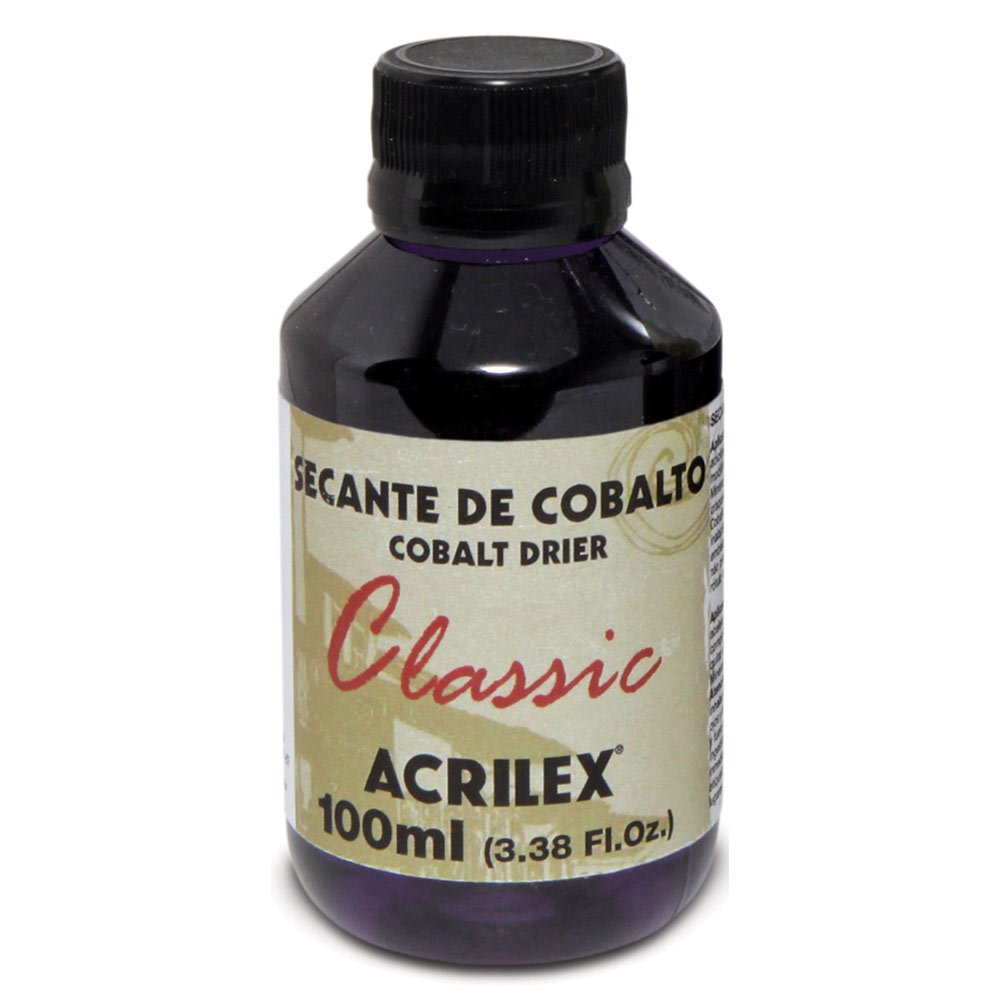 SECANTE DE COBALTO
COBALT DRIER
Classic
ACRILEX®
100ml (3.38 Fl.Oz.)